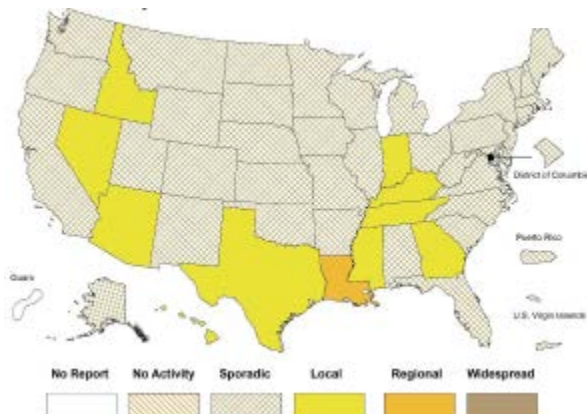 District of Columbia
Puerto Rico
Guam
U.S. Virgin Islands
No Report No Activity Sporadic Local Regional Widespread